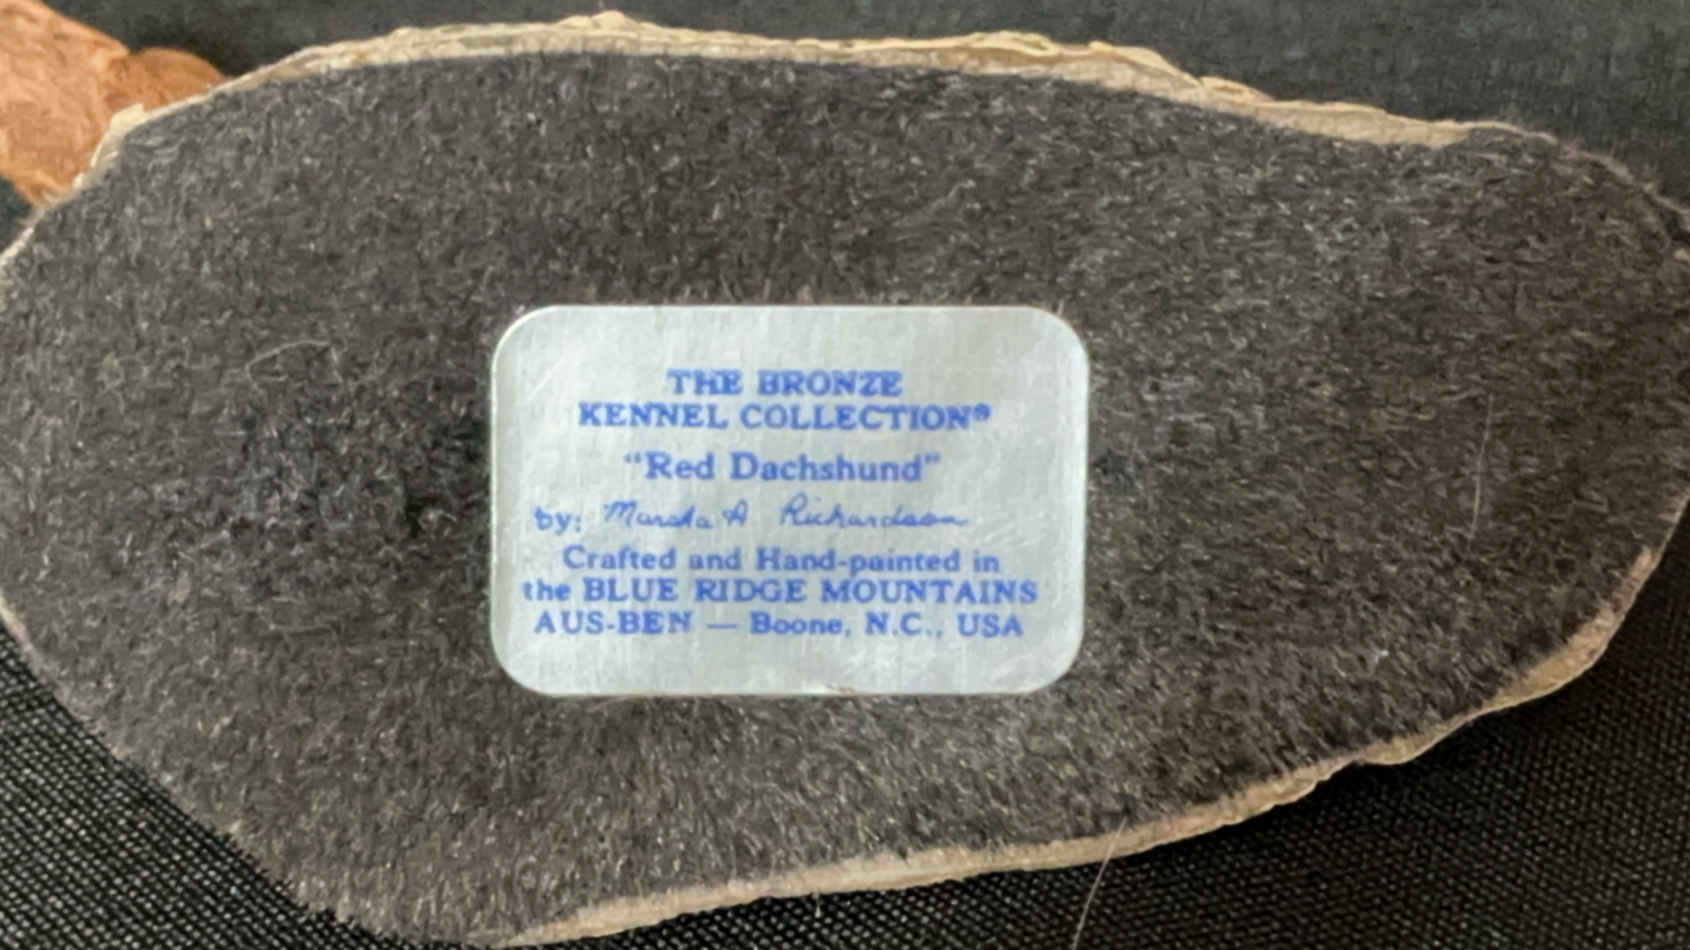 THE BRONZE
KENNEL COLLECTION®
"Red Dachshund"
by: Marsha A Richardson
Crafted and Hand-painted in
the BLUE RIDGE MOUNTAINS
AUS-BEN — Boone, N.C., USA